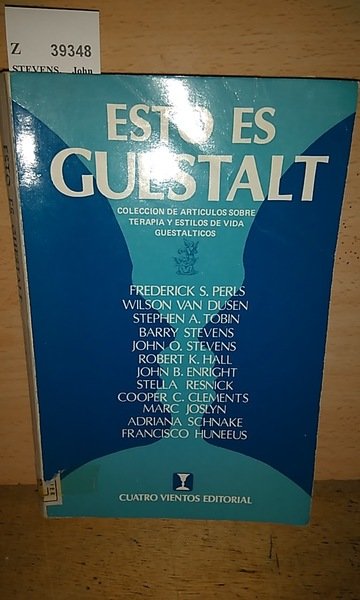 Z 39348
STEVENS, John
ESTO ES
GUESTALT
COLECCION DE ARTICULOS SOBRE
TERAPIA Y ESTILOS DE VIDA
GUESTALTICOS
FREDERICK S. PERLS
WILSON VAN DUSEN
STEPHEN A. TOBIN
BARRY STEVENS
JOHN O. STEVENS
ROBERT K. HALL
JOHN B. ENRIGHT
STELLA RESNICK
COOPER C. CLEMENTS
MARC JOSLYN
ADRIANA SCHNAKE
FRANCISCO HUNEEUS
CUATRO VIENTOS EDITORIAL
ESTO ES